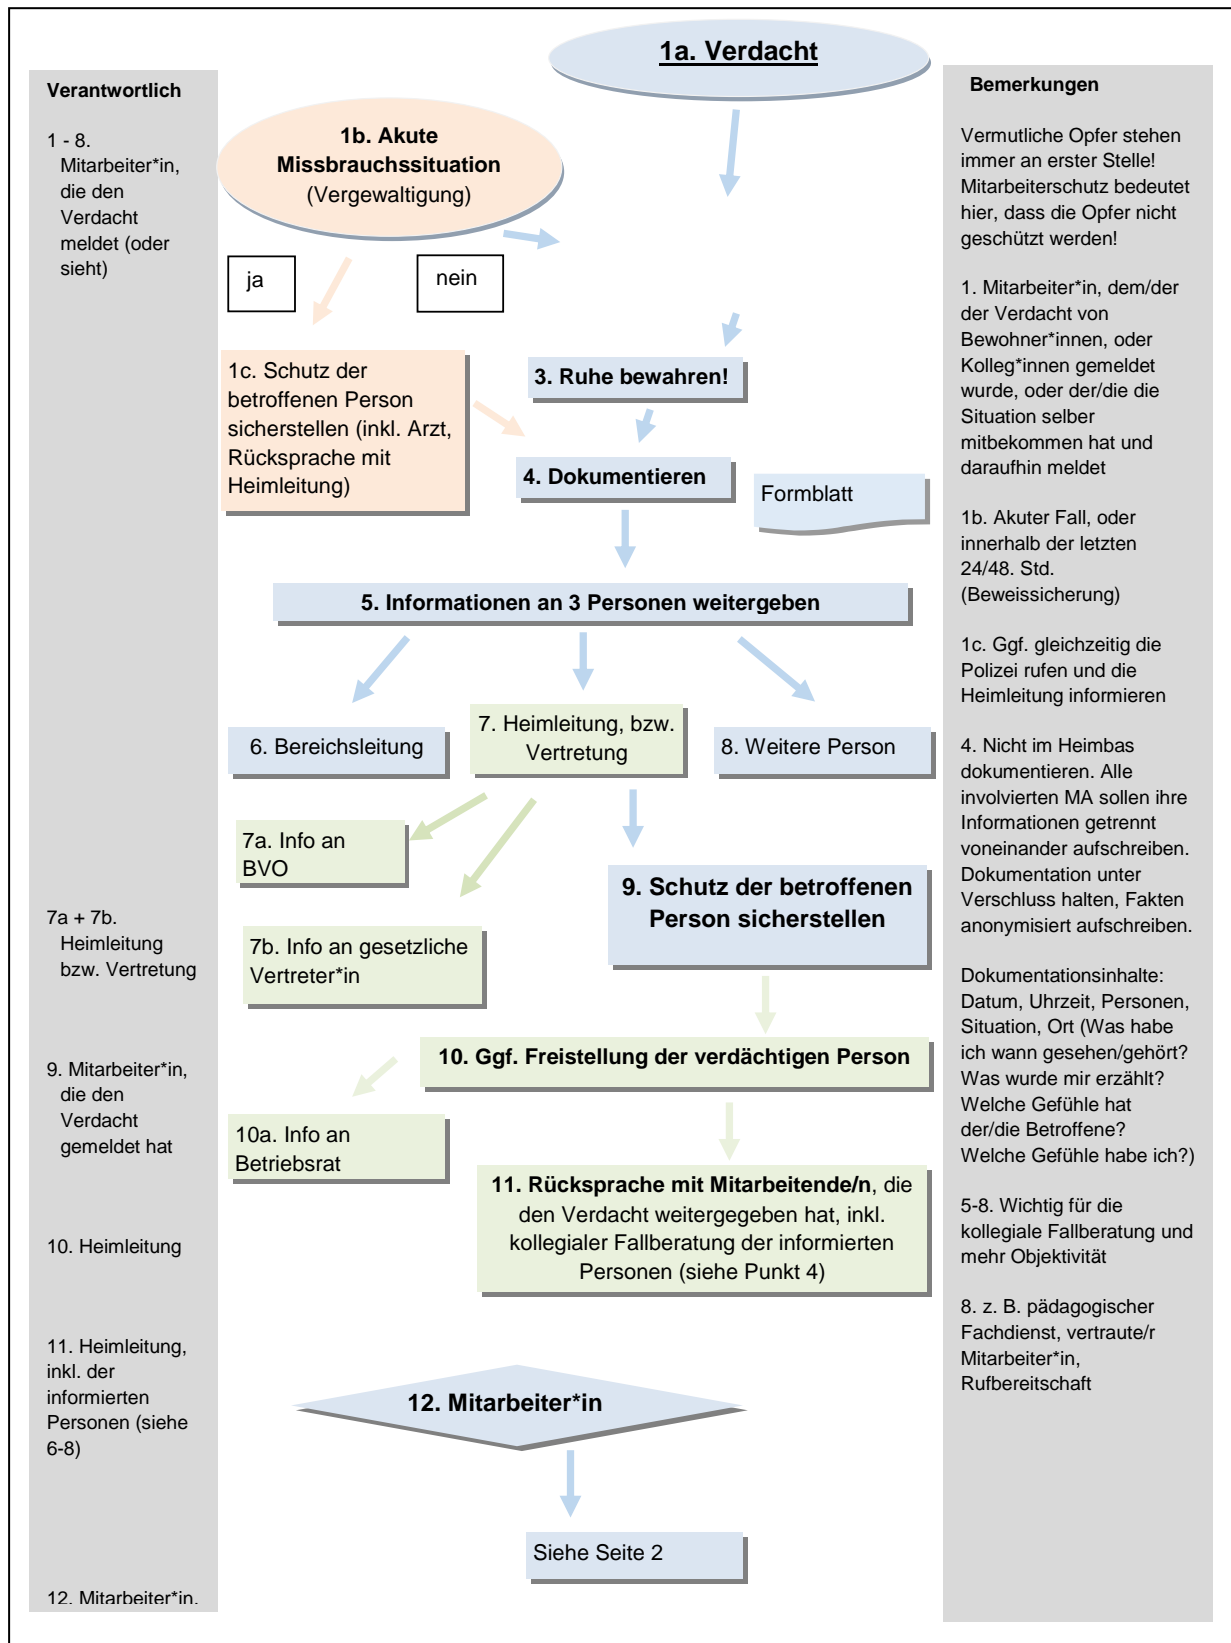 Verantwortlich
1 - 8.
Mitarbeiter*in,
die den
Verdacht
meldet (oder
sieht)
7a + 7b.
Heimleitung
bzw. Vertretung
9. Mitarbeiter*in,
die den
Verdacht
gemeldet hat
10. Heimleitung
11. Heimleitung,
inkl. der
informierten
Personen (siehe
6-8)
12. Mitarbeiter*in.
1a. Verdacht
1b. Akute
Missbrauchssituation
(Vergewaltigung)
ja
nein
1c. Schutz der
betroffenen Person
sicherstellen (inkl. Arzt,
Rücksprache mit
Heimleitung)
3. Ruhe bewahren!
4. Dokumentieren
Formblatt
5. Informationen an 3 Personen weitergeben
6. Bereichsleitung
7. Heimleitung, bzw.
Vertretung
8. Weitere Person
7a. Info an
BVO
7b. Info an gesetzliche
Vertreter*in
9. Schutz der betroffenen
Person sicherstellen
10. Ggf. Freistellung der verdächtigen Person
10a. Info an
Betriebsrat
11. Rücksprache mit Mitarbeitende/n, die
den Verdacht weitergegeben hat, inkl.
kollegialer Fallberatung der informierten
Personen (siehe Punkt 4)
12. Mitarbeiter*in
Siehe Seite 2
Bemerkungen
Vermutliche Opfer stehen
immer an erster Stelle!
Mitarbeiterschutz bedeutet
hier, dass die Opfer nicht
geschützt werden!
1. Mitarbeiter*in, dem/der
der Verdacht von
Bewohner*innen, oder
Kolleg*innen gemeldet
wurde, oder der/die die
Situation selber
mitbekommen hat und
daraufhin meldet
1b. Akuter Fall, oder
innerhalb der letzten
24/48. Std.
(Beweissicherung)
1c. Ggf. gleichzeitig die
Polizei rufen und die
Heimleitung informieren
4. Nicht im Heimbas
dokumentieren. Alle
involvierten MA sollen ihre
Informationen getrennt
voneinander aufschreiben.
Dokumentation unter
Verschluss halten, Fakten
anonymisiert aufschreiben.
Dokumentationsinhalte:
Datum, Uhrzeit, Personen,
Situation, Ort (Was habe
ich wann gesehen/gehört?
Was wurde mir erzählt?
Welche Gefühle hat
der/die Betroffene?
Welche Gefühle habe ich?)
5-8. Wichtig für die
kollegiale Fallberatung und
mehr Objektivität
8. z. B. pädagogischer
Fachdienst, vertraute/r
Mitarbeiter*in,
Rufbereitschaft